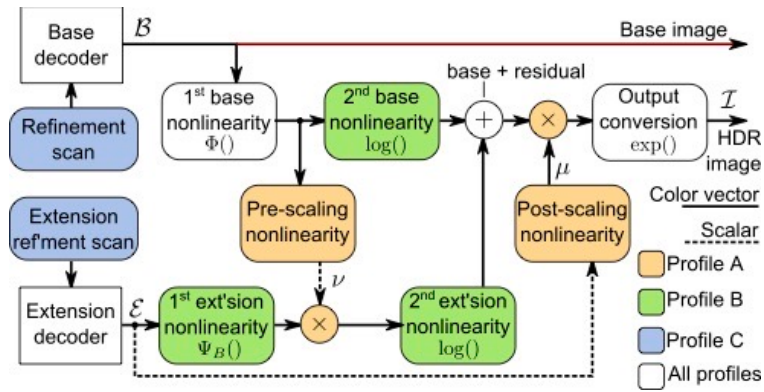 Base
decoder
ℬ
Base image
Refinement
scan
1st base
nonlinearity
Φ()
2nd base
nonlinearity
log()
base + residual
+
×
Output
conversion
exp()
ℐ
HDR
image
μ
Extension
ref'ment scan
Pre-scaling
nonlinearity
ν
Post-scaling
nonlinearity
Color vector
Scalar
Extension
decoder
ℰ
1st ext'sion
nonlinearity
Ψ_B()
×
2nd ext'sion
nonlinearity
log()
Profile A
Profile B
Profile C
All profiles